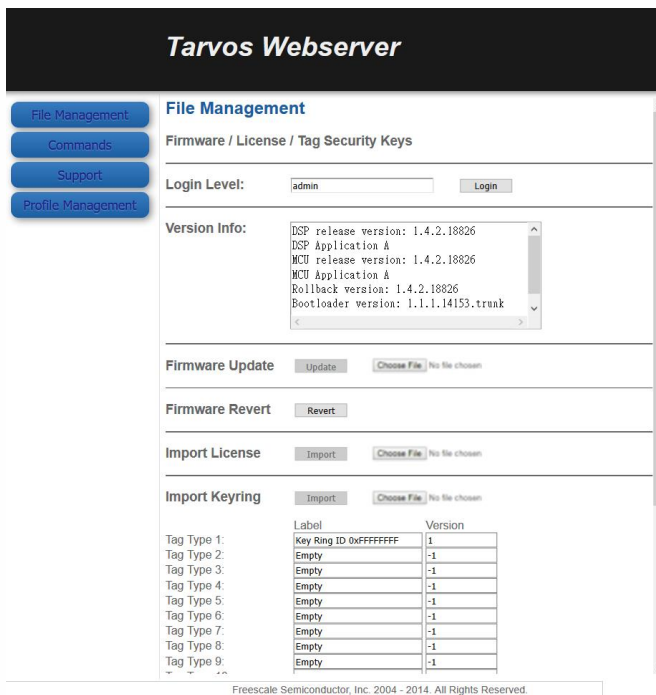 Tarvos Webserver
File Management
Commands
Support
Profile Management
File Management
Firmware / License / Tag Security Keys
Login Level: admin Login
Version Info:
DSP release version: 1.4.2.18826
DSP Application A
MCU release version: 1.4.2.18826
MCU Application A
Rollback version: 1.4.2.18826
Bootloader version: 1.1.1.14153.trunk
Firmware Update Update Choose File No file chosen
Firmware Revert Revert
Import License Import Choose File No file chosen
Import Keyring Import Choose File No file chosen
Label Version
Tag Type 1: Key Ring ID 0xFFFFFFFF 1
Tag Type 2: Empty -1
Tag Type 3: Empty -1
Tag Type 4: Empty -1
Tag Type 5: Empty -1
Tag Type 6: Empty -1
Tag Type 7: Empty -1
Tag Type 8: Empty -1
Tag Type 9: Empty -1
Freescale Semiconductor, Inc. 2004 - 2014. All Rights Reserved.